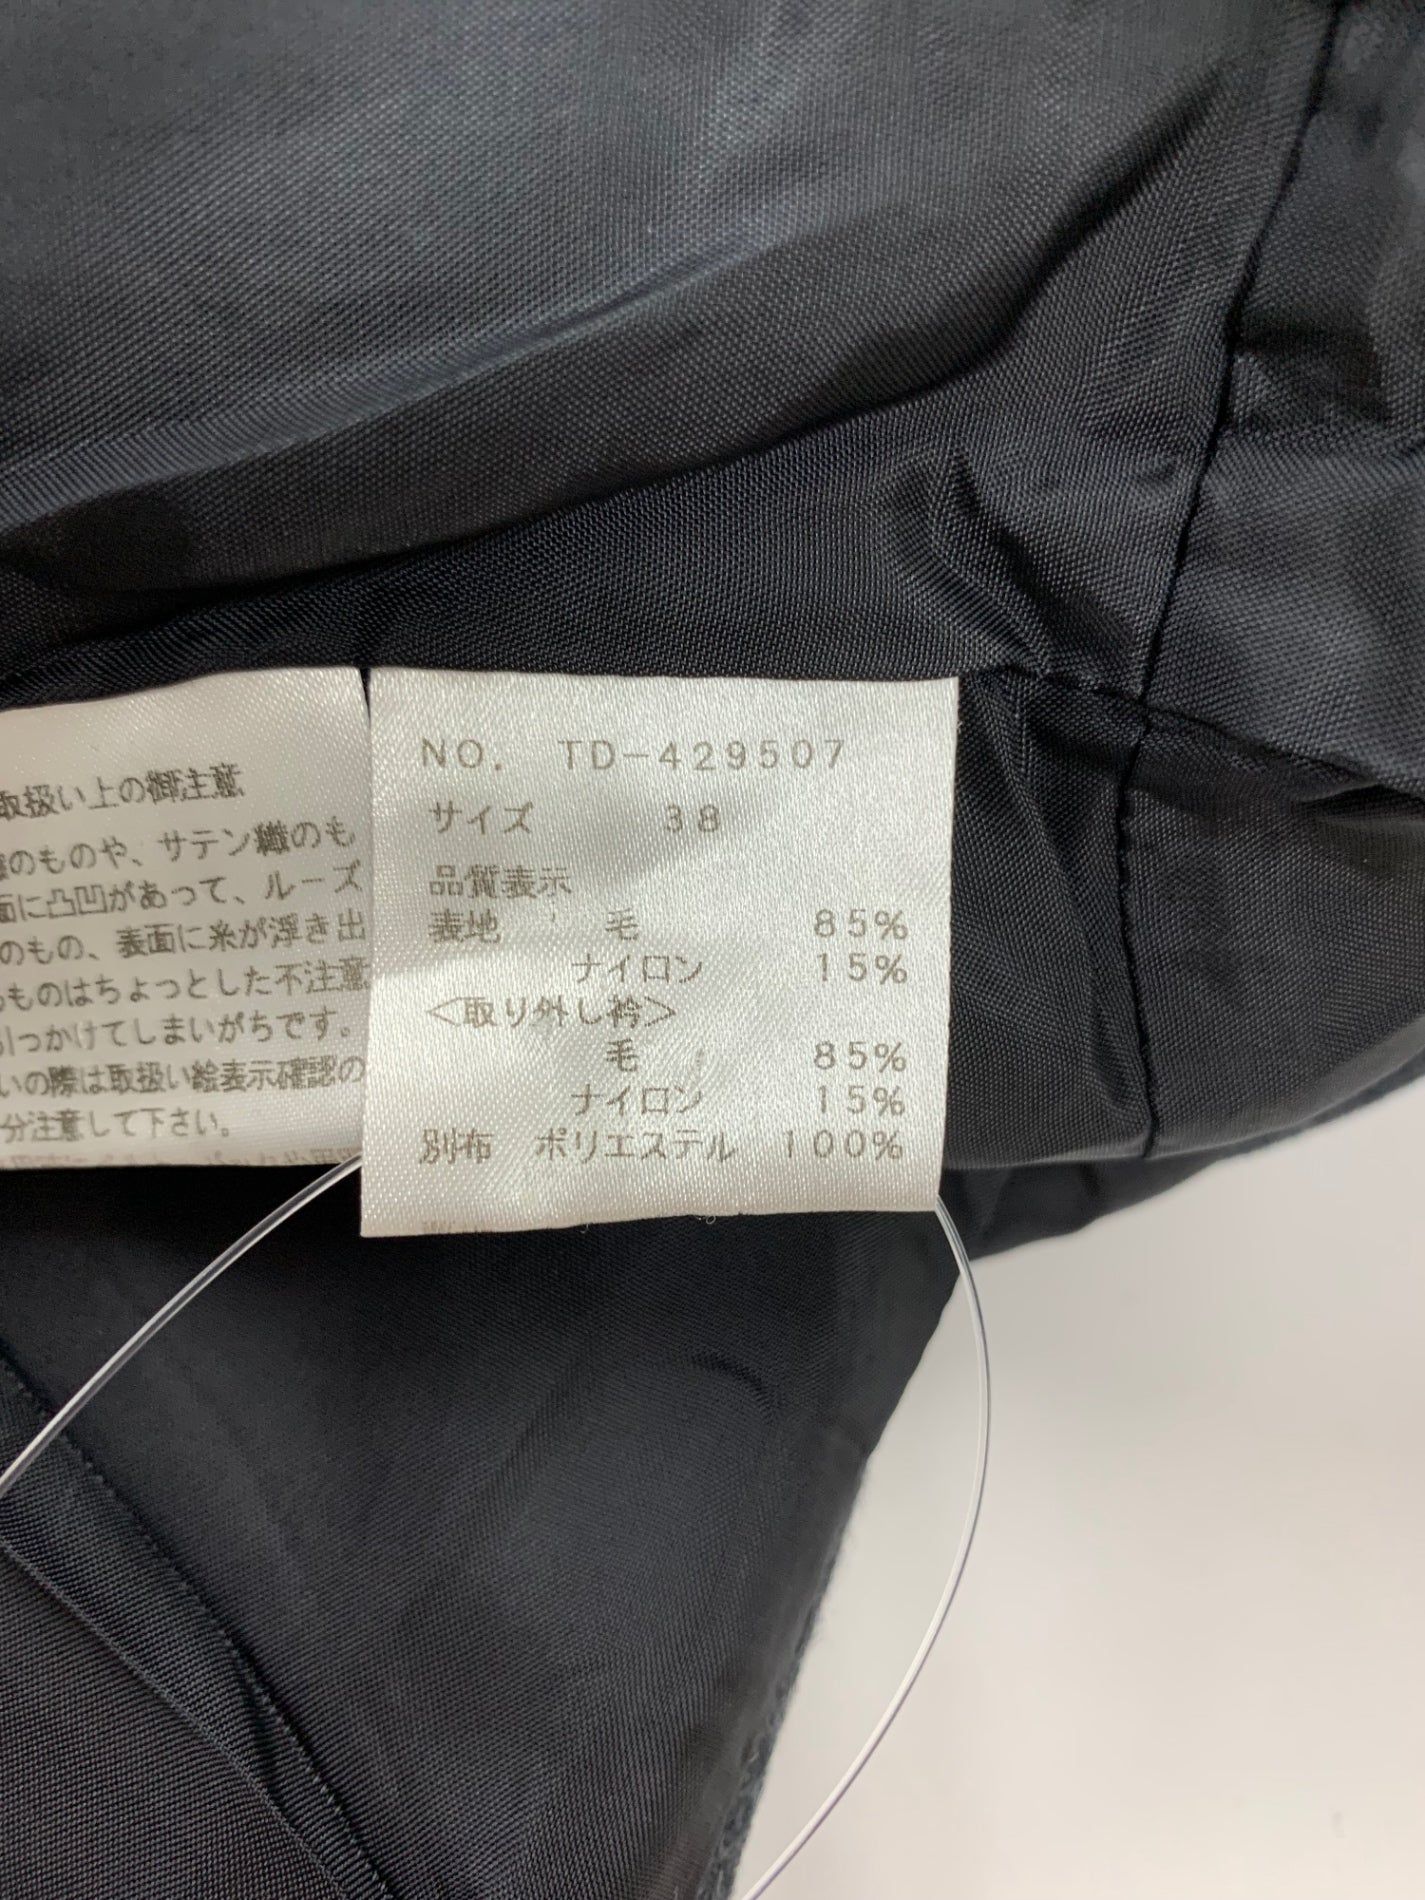 取扱い上の御注意
のものや、サテン織のも
面に凸凹があって、ルーズ
のもの、表面に糸が浮き出
ものはちょっとした不注意
引っかけてしまいがちです。
いの際は取扱い絵表示確認の
分注意して下さい。
NO. TD-429507
サイズ 38
品質表示
表地 毛 85%
ナイロン 15%
<取り外し衿>
毛 85%
ナイロン 15%
別布 ポリエステル 100%